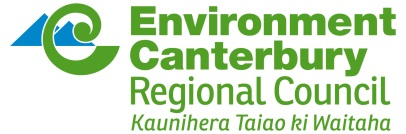 Environment
Canterbury
Regional Council
Kaunihera Taiao ki Waitaha